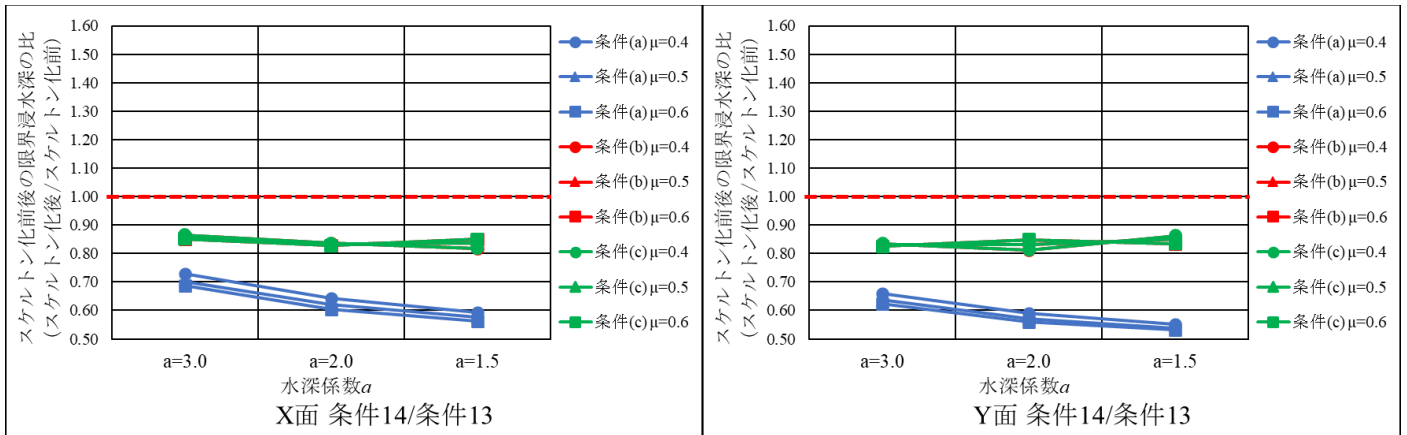 スケルトン化前後の限界浸水深の比
(スケルトン化後/スケルトン化前)
1.60
1.50
1.40
1.30
1.20
1.10
1.00
0.90
0.80
0.70
0.60
0.50
a=3.0
a=2.0
a=1.5
水深係数a
X面 条件14/条件13
条件(a)μ=0.4
条件(a)μ=0.5
条件(a)μ=0.6
条件(b)μ=0.4
条件(b)μ=0.5
条件(b)μ=0.6
条件(c)μ=0.4
条件(c)μ=0.5
条件(c)μ=0.6
スケルトン化前後の限界浸水深の比
(スケルトン化後/スケルトン化前)
1.60
1.50
1.40
1.30
1.20
1.10
1.00
0.90
0.80
0.70
0.60
0.50
a=3.0
a=2.0
a=1.5
水深係数a
Y面 条件14/条件13
条件(a)μ=0.4
条件(a)μ=0.5
条件(a)μ=0.6
条件(b)μ=0.4
条件(b)μ=0.5
条件(b)μ=0.6
条件(c)μ=0.4
条件(c)μ=0.5
条件(c)μ=0.6